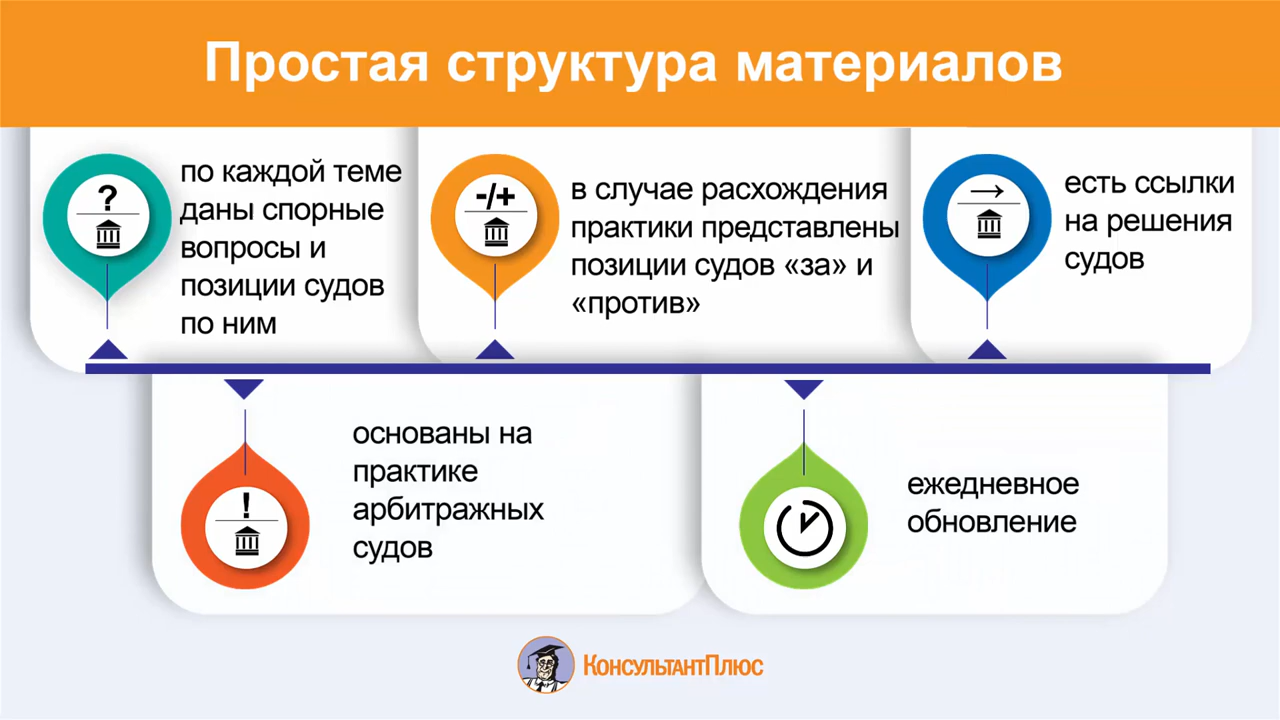 Простая структура материалов
?
по каждой теме
даны спорные
вопросы и
позиции судов
по ним
-/+
в случае расхождения
практики представлены
позиции судов «за» и
«против»
→
есть ссылки
на решения
судов
!
основаны на
практике
арбитражных
судов
ежедневное
обновление
КонсультантПлюс